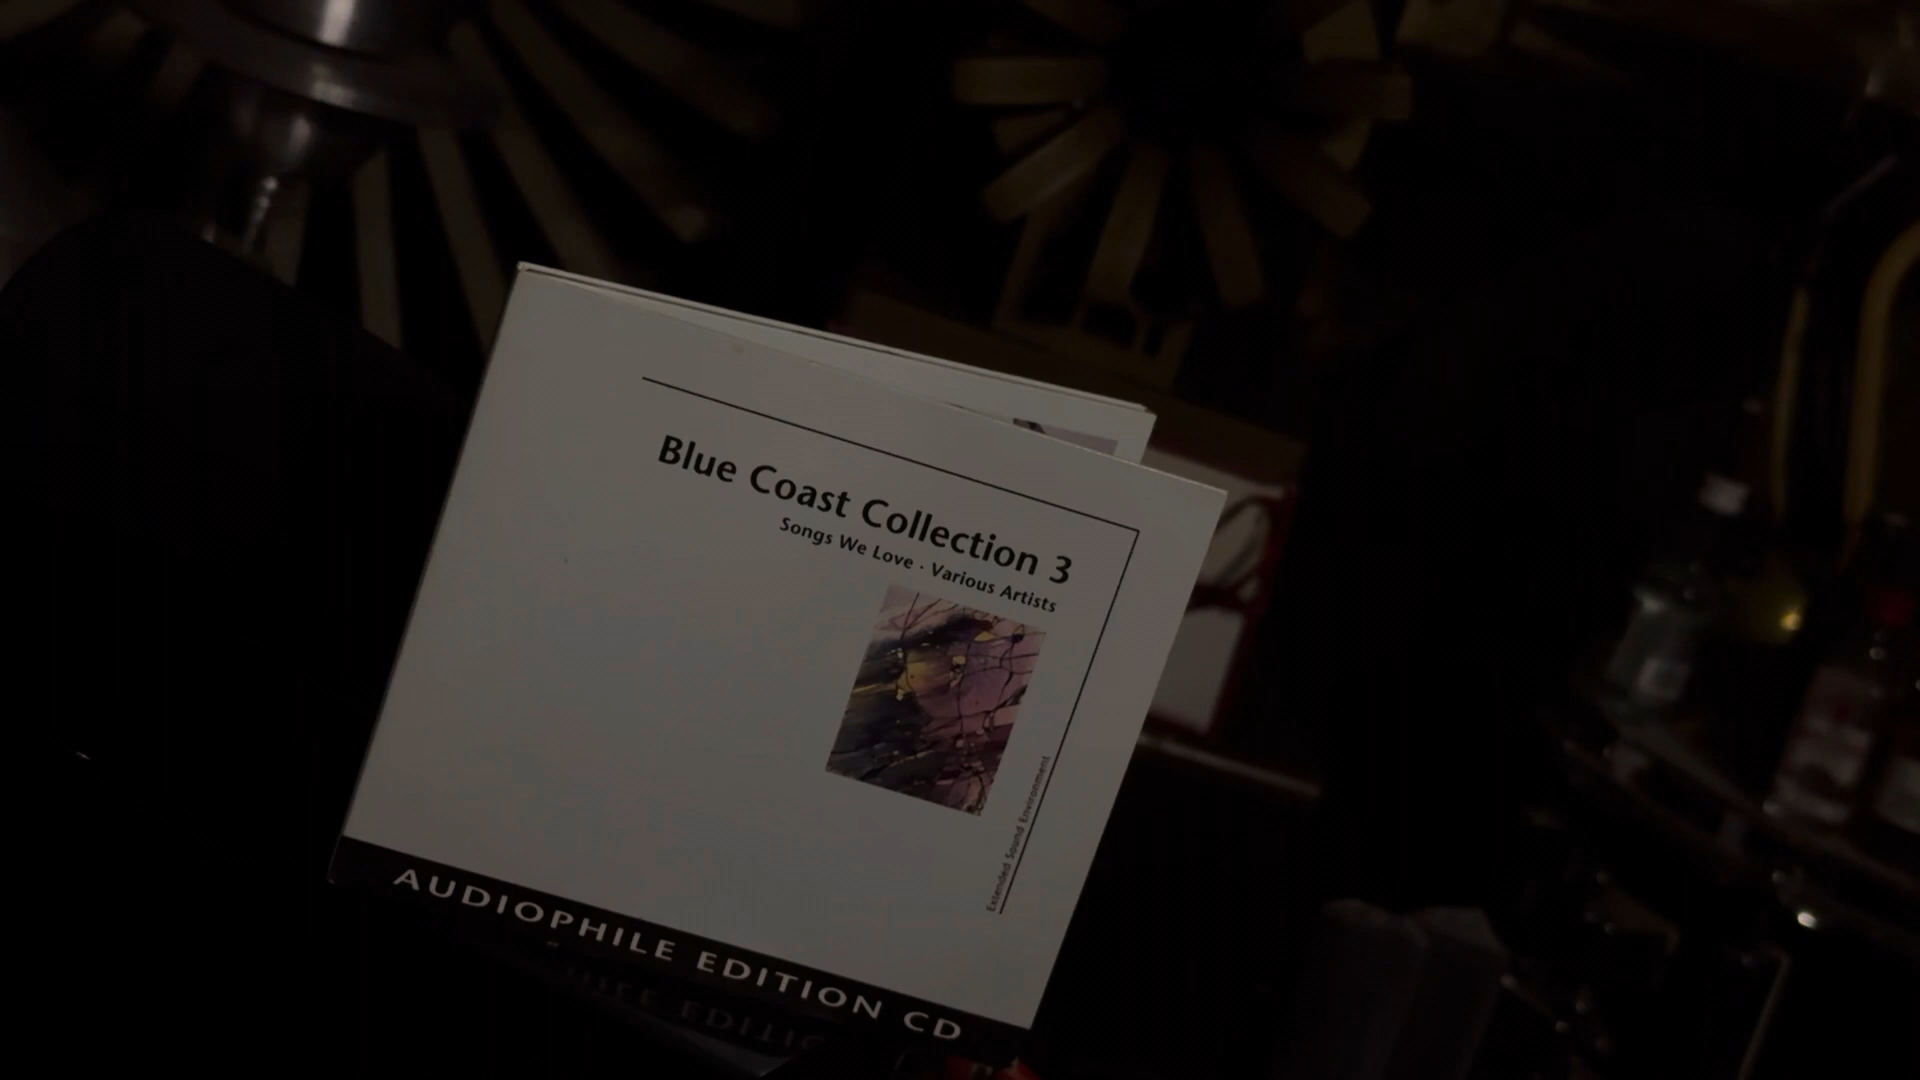 Blue Coast Collection 3
Songs We Love · Various Artists
Extended Sound Environment
AUDIOPHILE EDITION CD